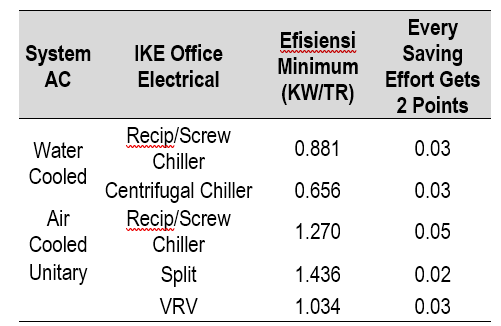 System AC IKE Office Electrical Efisiensi Minimum (KW/TR) Every Saving Effort Gets 2 Points
Water Cooled Recip/Screw Chiller 0.881 0.03
Centrifugal Chiller 0.656 0.03
Air Cooled Recip/Screw Chiller 1.270 0.05
Unitary Split 1.436 0.02
VRV 1.034 0.03